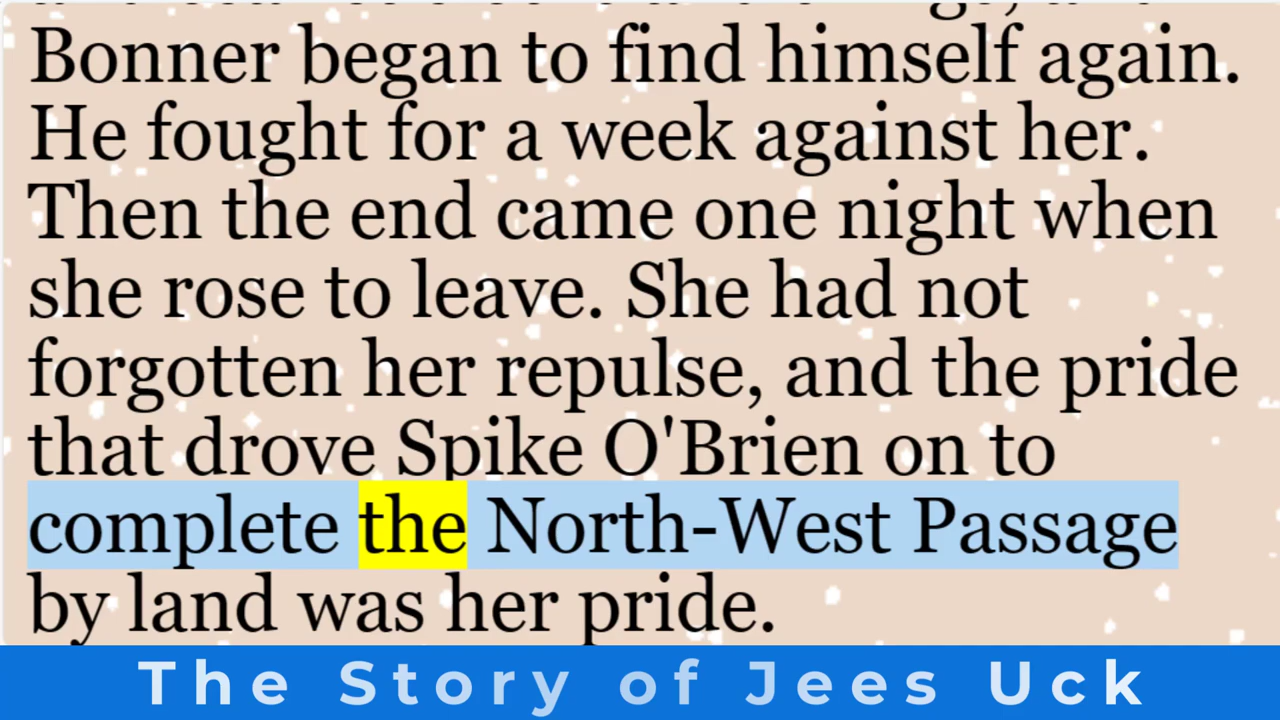 Bonner began to find himself again.
He fought for a week against her.
Then the end came one night when
she rose to leave. She had not
forgotten her repulse, and the pride
that drove Spike O'Brien on to
complete the North-West Passage
by land was her pride.
The Story of Jees Uck